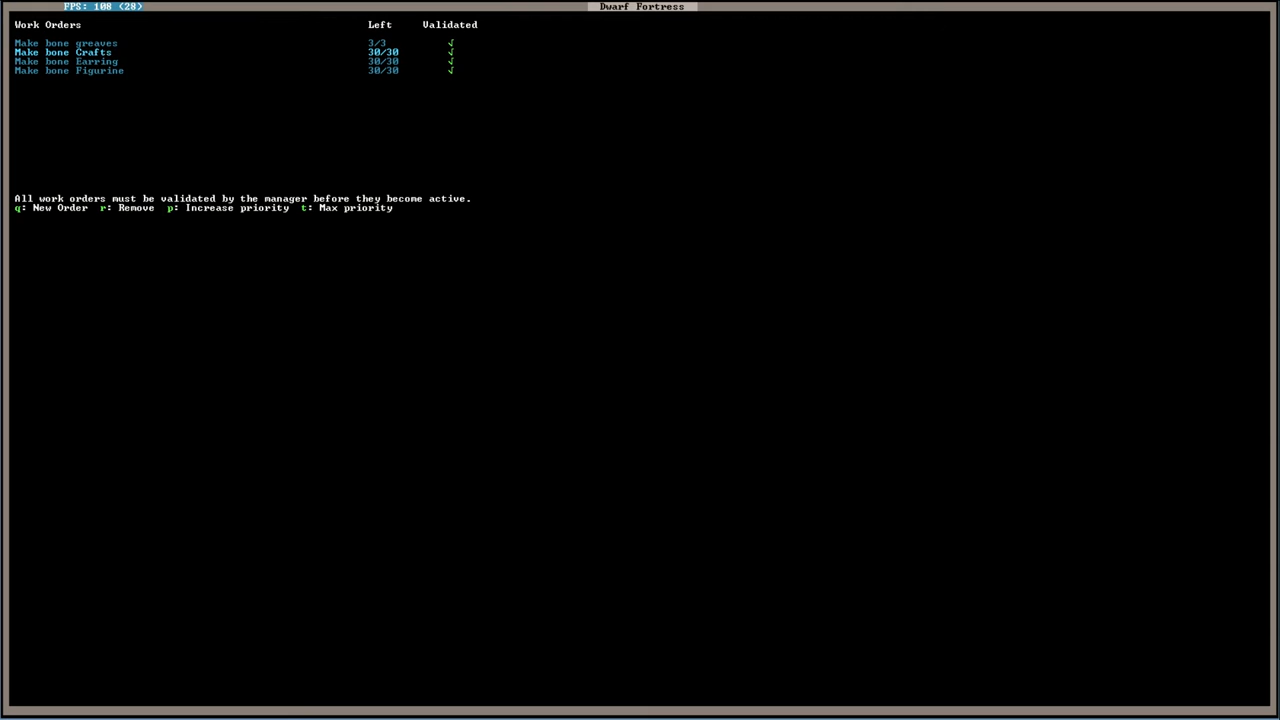 FPS: 108 (28)
Dwarf Fortress
Work Orders Left Validated
Make bone greaves 3/3 √
Make bone Crafts 30/30 √
Make bone Earring 30/30 √
Make bone Figurine 30/30 √
All work orders must be validated by the manager before they become active.
q: New Order r: Remove p: Increase priority t: Max priority